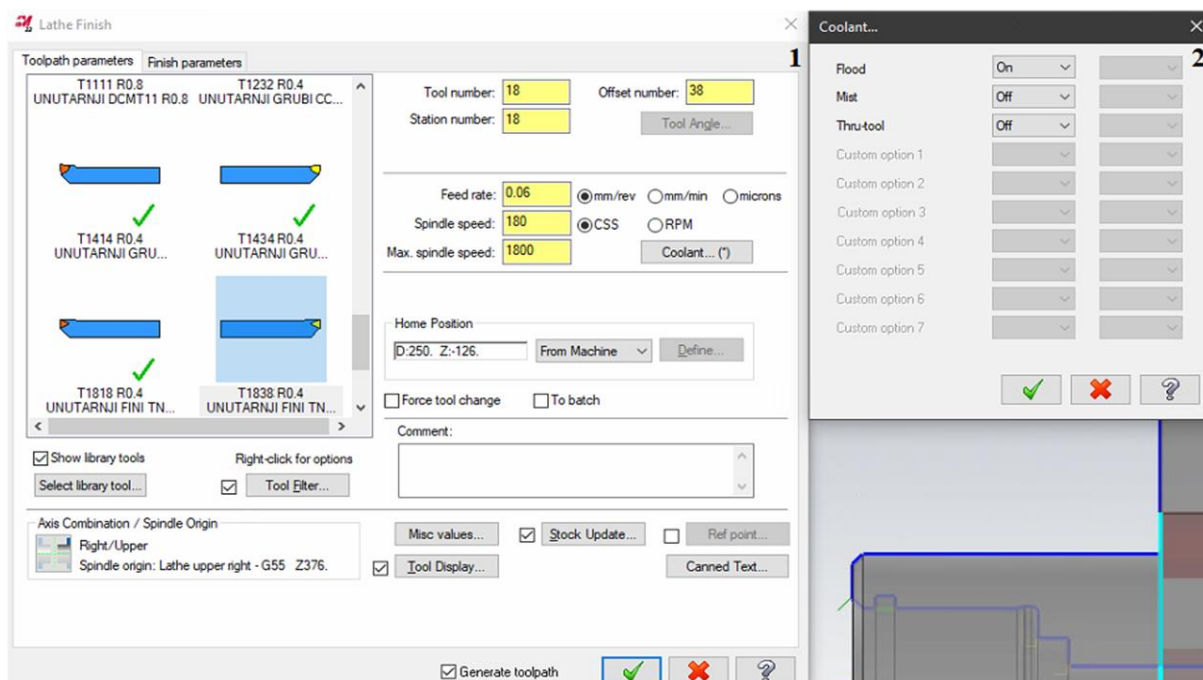 Lathe Finish
Toolpath parameters Finish parameters
1
T1111 R0.8 T1232 R0.4
UNUTARNJI DCMT11 R0.8 UNUTARNJI GRUBI CC...
T1414 R0.4 T1434 R0.4
UNUTARNJI GRU... UNUTARNJI GRU...
T1818 R0.4 T1838 R0.4
UNUTARNJI FINI TN... UNUTARNJI FINI TN...
Show library tools Right-click for options
Select library tool... Tool Filter...
Tool number: 18 Offset number: 38
Station number: 18 Tool Angle...
Feed rate: 0.06 mm/rev mm/min microns
Spindle speed: 180 CSS RPM
Max. spindle speed: 1800 Coolant... (*)
Home Position
D:250. Z:-126. From Machine Define...
Force tool change To batch
Comment:
Axis Combination / Spindle Origin
Right/Upper
Spindle origin: Lathe upper right - G55 Z376.
Misc values... Stock Update... Ref point...
Tool Display... Canned Text...
Generate toolpath
Coolant...
2
Flood On
Mist Off
Thru-tool Off
Custom option 1
Custom option 2
Custom option 3
Custom option 4
Custom option 5
Custom option 6
Custom option 7